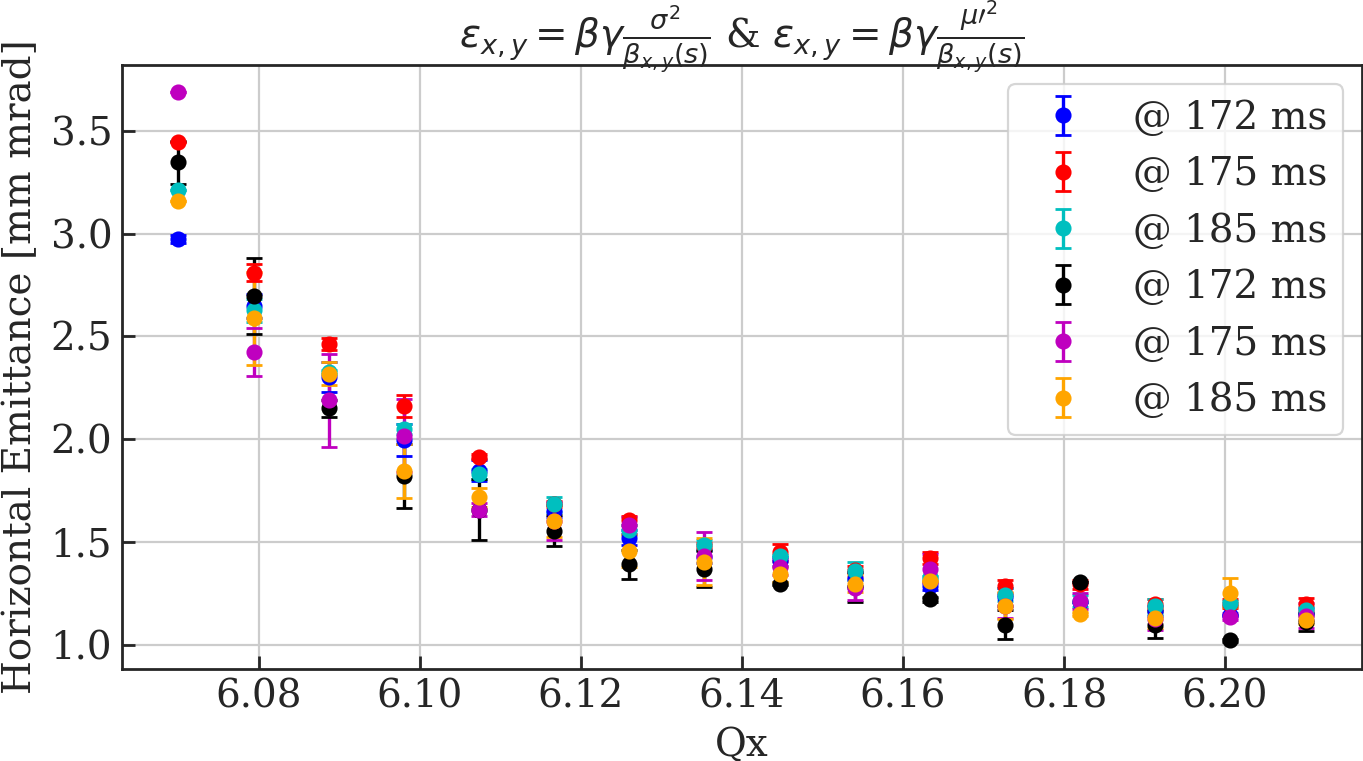 εx,y = βγ σ²/βx,y(s) & εx,y = βγ μ′²/βx,y(s)
Horizontal Emittance [mm mrad]
3.5
3.0
2.5
2.0
1.5
1.0
@ 172 ms
@ 175 ms
@ 185 ms
@ 172 ms
@ 175 ms
@ 185 ms
6.08 6.10 6.12 6.14 6.16 6.18 6.20
Qx